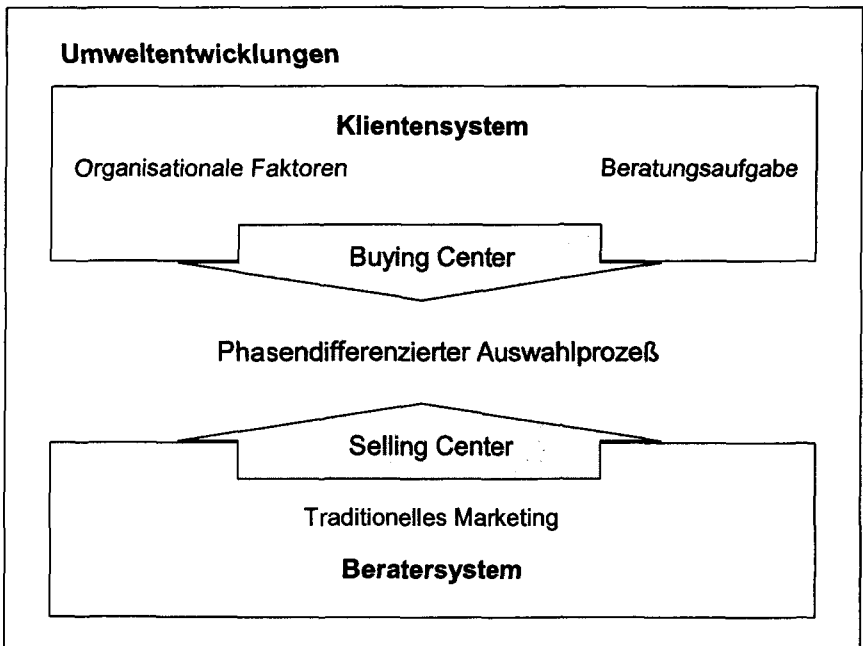 Umweltentwicklungen
Klientensystem
Organisationale Faktoren Beratungsaufgabe
Buying Center
Phasendifferenzierter Auswahlprozeß
Selling Center
Traditionelles Marketing
Beratersystem